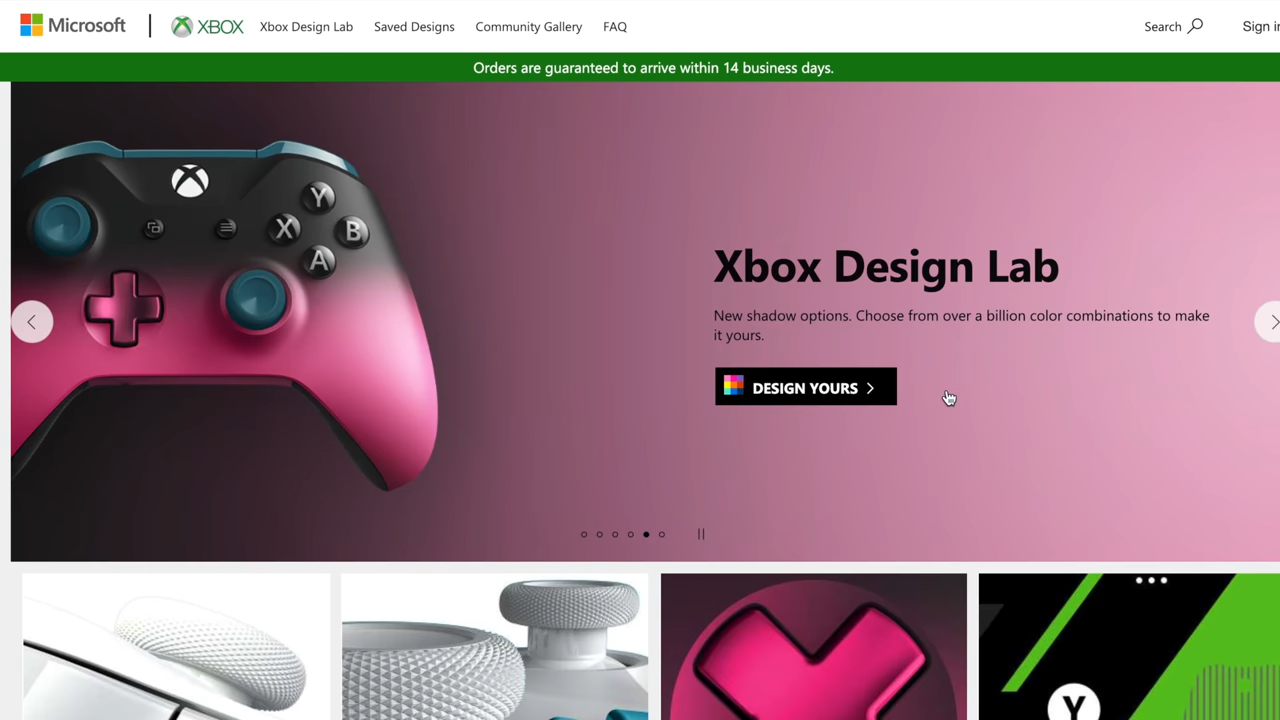 Microsoft XBOX Xbox Design Lab Saved Designs Community Gallery FAQ Search Sign in
Orders are guaranteed to arrive within 14 business days.
Y
X B
A
Xbox Design Lab
New shadow options. Choose from over a billion color combinations to make
it yours.
DESIGN YOURS
Y